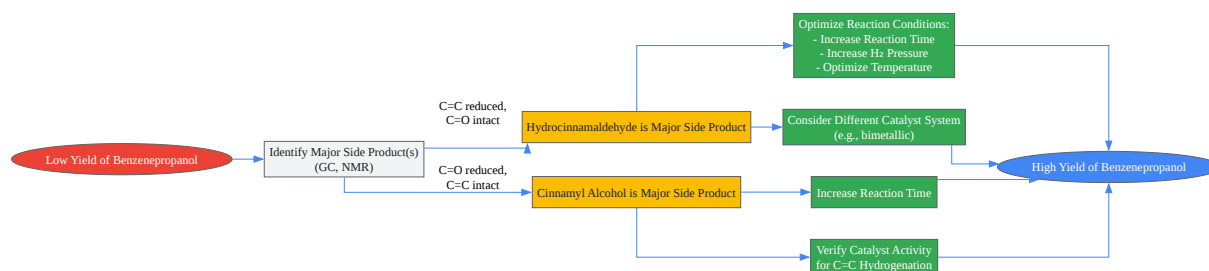 Low Yield of Benzenepropanol
Identify Major Side Product(s)
(GC, NMR)
C=C reduced,
C=O intact
C=O reduced,
C=C intact
Hydrocinnamaldehyde is Major Side Product
Cinnamyl Alcohol is Major Side Product
Optimize Reaction Conditions:
- Increase Reaction Time
- Increase H₂ Pressure
- Optimize Temperature
Consider Different Catalyst System
(e.g., bimetallic)
Increase Reaction Time
Verify Catalyst Activity
for C=C Hydrogenation
High Yield of Benzenepropanol